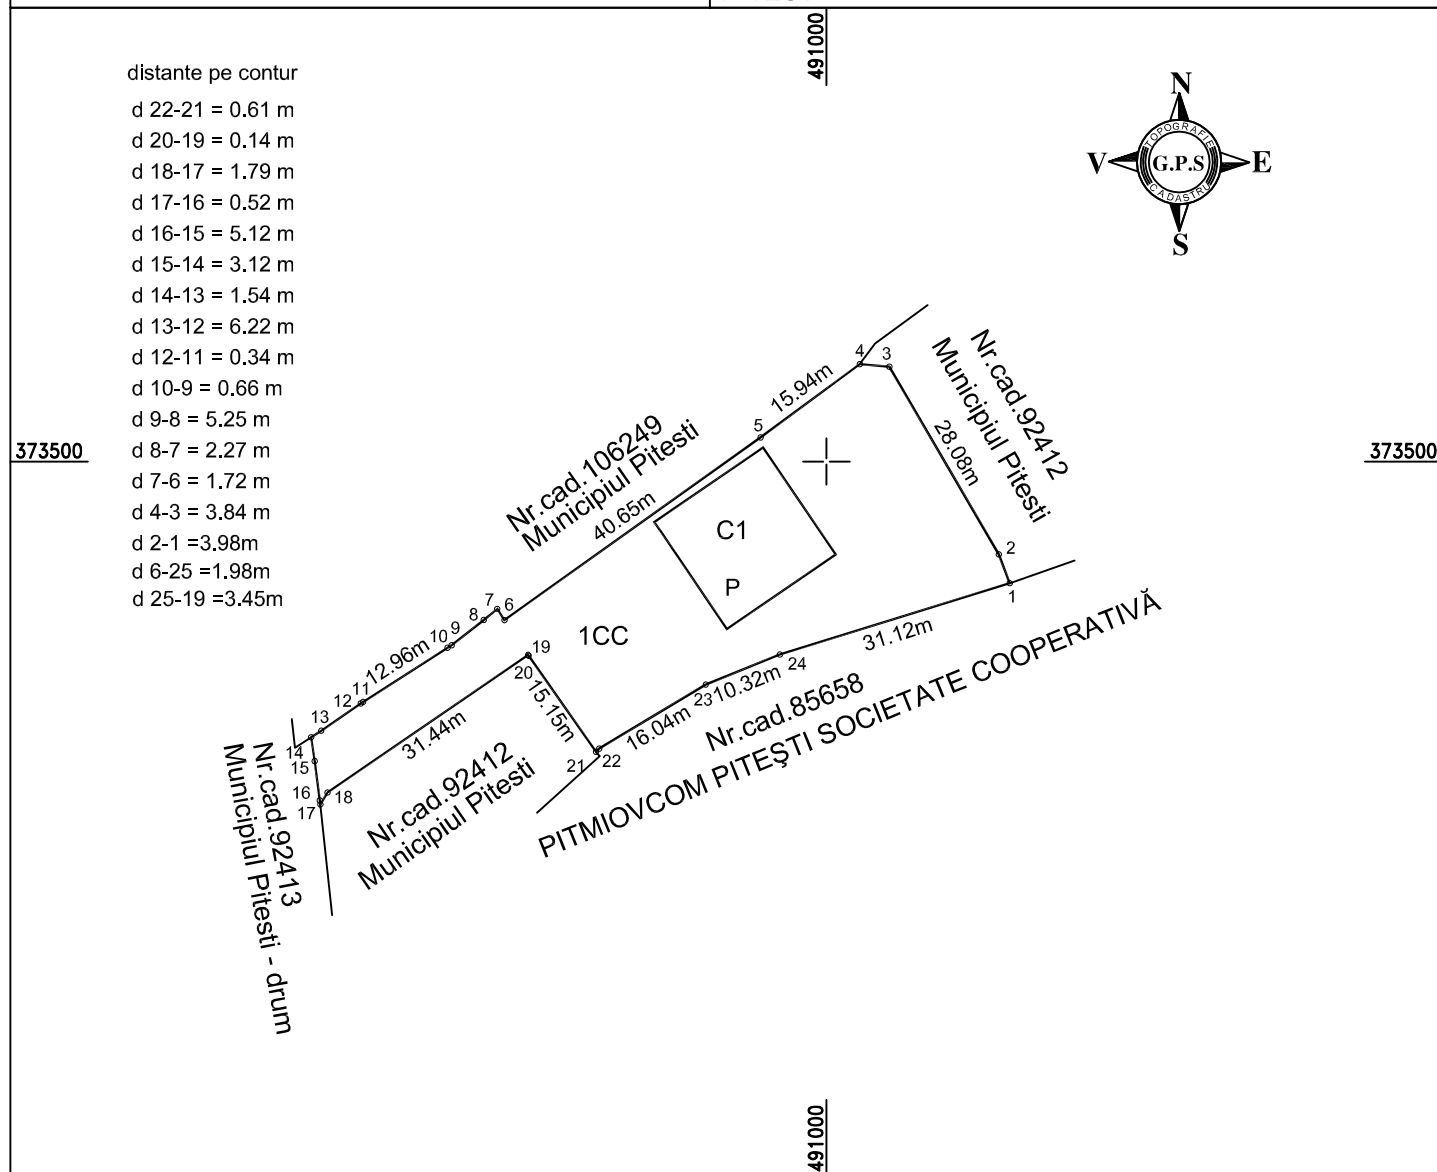 491000
distante pe contur
d 22-21 = 0.61 m
d 20-19 = 0.14 m
d 18-17 = 1.79 m
d 17-16 = 0.52 m
d 16-15 = 5.12 m
d 15-14 = 3.12 m
d 14-13 = 1.54 m
d 13-12 = 6.22 m
d 12-11 = 0.34 m
d 10-9 = 0.66 m
d 9-8 = 5.25 m
d 8-7 = 2.27 m
d 7-6 = 1.72 m
d 4-3 = 3.84 m
d 2-1 =3.98m
d 6-25 =1.98m
d 25-19 =3.45m
N
TOPOGRAFIE
V
G.P.S
E
CADASTRU
S
373500
373500
4
3
15.94m
5
Nr.cad.92412
Municipiul Pitesti
28.08m
Nr.cad.106249
Municipiul Pitesti
40.65m
C1
P
2
1
7
6
8
9
10
1CC
12.96m
31.12m
19
20
24
11
12
13
15.15m
10.32m
23
16.04m
31.44m
14
15
16
17
18
21
22
Nr.cad.85658
PITMIOVCOM PITEŞTI SOCIETATE COOPERATIVĂ
Nr.cad.92412
Municipiul Pitesti
Nr.cad.92413
Municipiul Pitesti - drum
491000